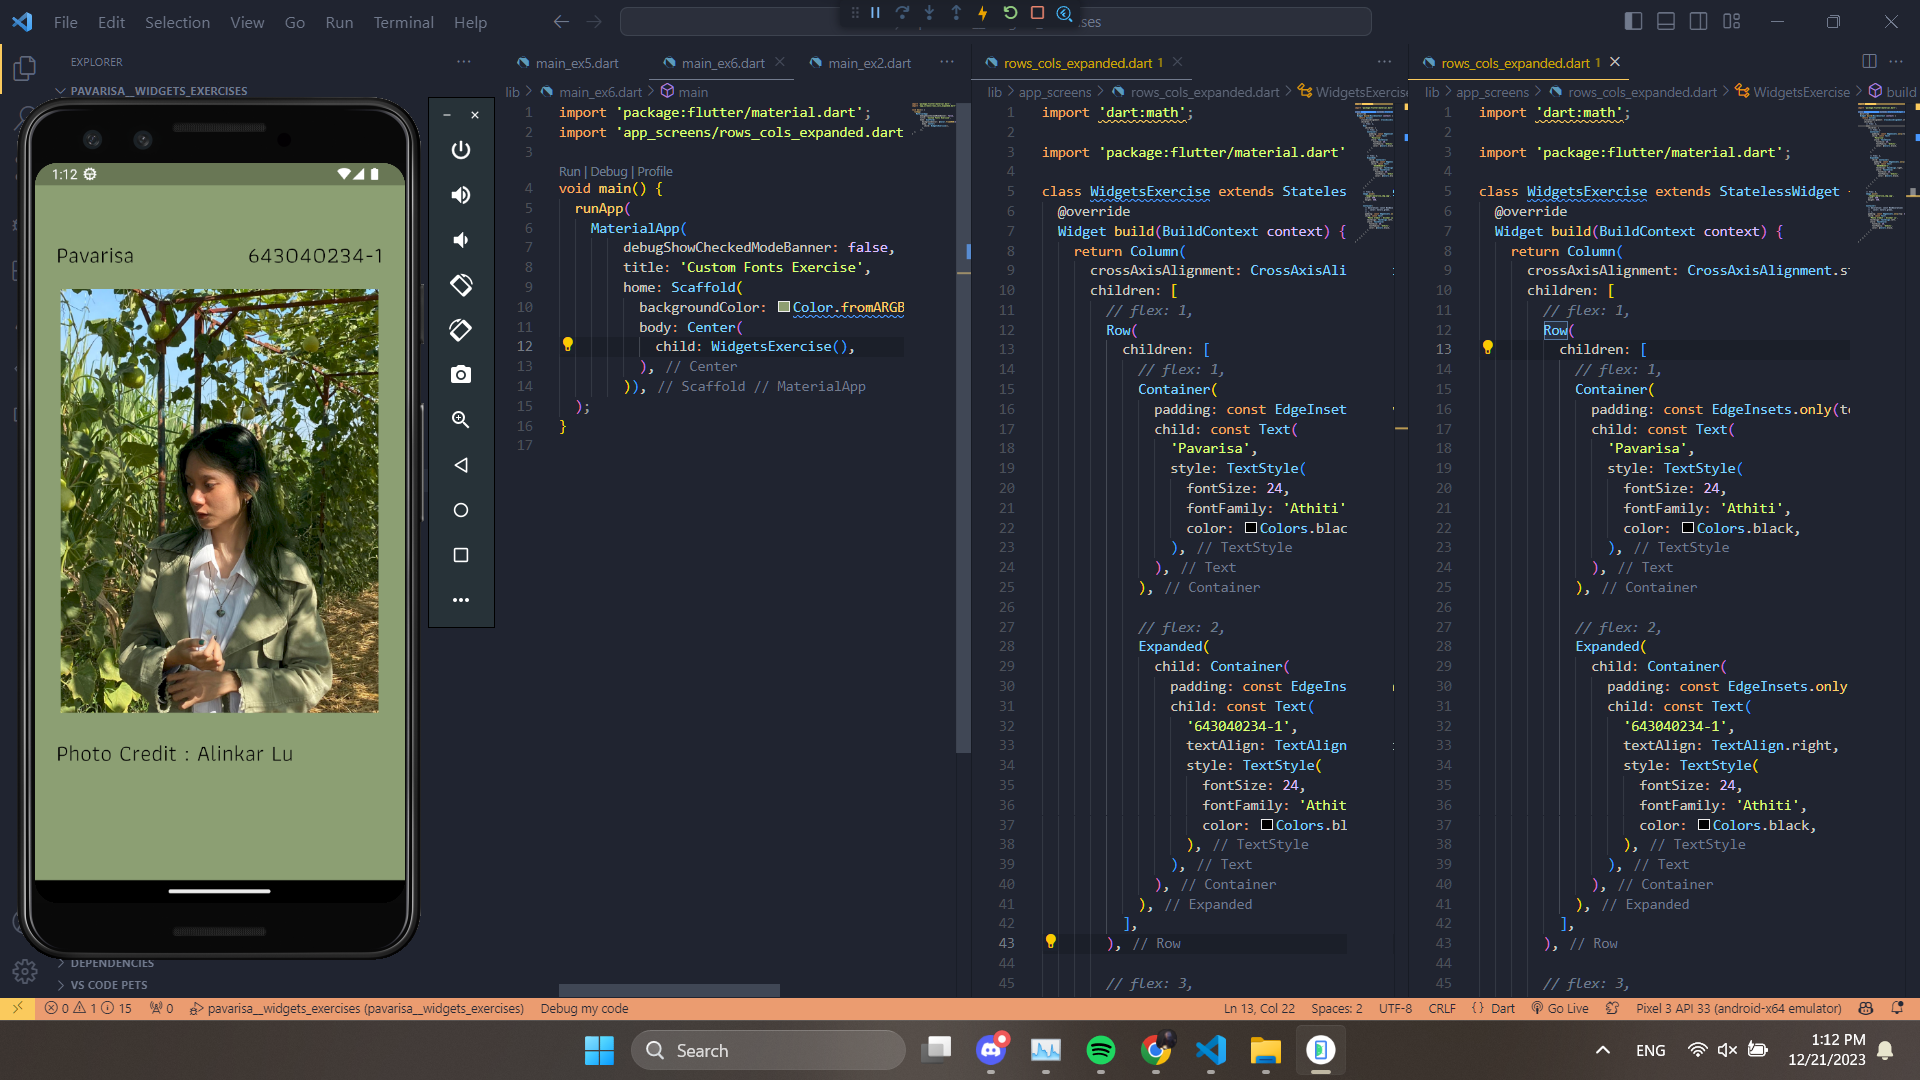 File Edit Selection View Go Run Terminal Help
EXPLORER
PAVARISA__WIDGETS_EXERCISES
1:12
Pavarisa 643040234-1
Photo Credit : Alinkar Lu
DEPENDENCIES
VS CODE PETS
main_ex5.dart main_ex6.dart main_ex2.dart
lib > main_ex6.dart > main
1 import 'package:flutter/material.dart';
2 import 'app_screens/rows_cols_expanded.dart
3
Run | Debug | Profile
4 void main() {
5 runApp(
6 MaterialApp(
7 debugShowCheckedModeBanner: false,
8 title: 'Custom Fonts Exercise',
9 home: Scaffold(
10 backgroundColor: Color.fromARGB
11 body: Center(
12 child: WidgetsExercise(),
13 ), // Center
14 )), // Scaffold // MaterialApp
15 );
16 }
17
rows_cols_expanded.dart 1
lib > app_screens > rows_cols_expanded.dart > WidgetsExercise
1 import 'dart:math';
2
3 import 'package:flutter/material.dart'
4
5 class WidgetsExercise extends Stateles
6 @override
7 Widget build(BuildContext context) {
8 return Column(
9 crossAxisAlignment: CrossAxisAli
10 children: [
11 // flex: 1,
12 Row(
13 children: [
14 // flex: 1,
15 Container(
16 padding: const EdgeInset
17 child: const Text(
18 'Pavarisa',
19 style: TextStyle(
20 fontSize: 24,
21 fontFamily: 'Athiti'
22 color: Colors.blac
23 ), // TextStyle
24 ), // Text
25 ), // Container
26
27 // flex: 2,
28 Expanded(
29 child: Container(
30 padding: const EdgeIns
31 child: const Text(
32 '643040234-1',
33 textAlign: TextAlign
34 style: TextStyle(
35 fontSize: 24,
36 fontFamily: 'Athit
37 color: Colors.bl
38 ), // TextStyle
39 ), // Text
40 ), // Container
41 ), // Expanded
42 ],
43 ), // Row
44
45 // flex: 3,
rows_cols_expanded.dart 1
lib > app_screens > rows_cols_expanded.dart > WidgetsExercise > build
1 import 'dart:math';
2
3 import 'package:flutter/material.dart';
4
5 class WidgetsExercise extends StatelessWidget
6 @override
7 Widget build(BuildContext context) {
8 return Column(
9 crossAxisAlignment: CrossAxisAlignment.st
10 children: [
11 // flex: 1,
12 Row(
13 children: [
14 // flex: 1,
15 Container(
16 padding: const EdgeInsets.only(to
17 child: const Text(
18 'Pavarisa',
19 style: TextStyle(
20 fontSize: 24,
21 fontFamily: 'Athiti',
22 color: Colors.black,
23 ), // TextStyle
24 ), // Text
25 ), // Container
26
27 // flex: 2,
28 Expanded(
29 child: Container(
30 padding: const EdgeInsets.only
31 child: const Text(
32 '643040234-1',
33 textAlign: TextAlign.right,
34 style: TextStyle(
35 fontSize: 24,
36 fontFamily: 'Athiti',
37 color: Colors.black,
38 ), // TextStyle
39 ), // Text
40 ), // Container
41 ), // Expanded
42 ],
43 ), // Row
44
45 // flex: 3,
0 1 15 0 pavarisa__widgets_exercises (pavarisa__widgets_exercises) Debug my code Ln 13, Col 22 Spaces: 2 UTF-8 CRLF { } Dart Go Live Pixel 3 API 33 (android-x64 emulator)
Search ENG 1:12 PM
12/21/2023